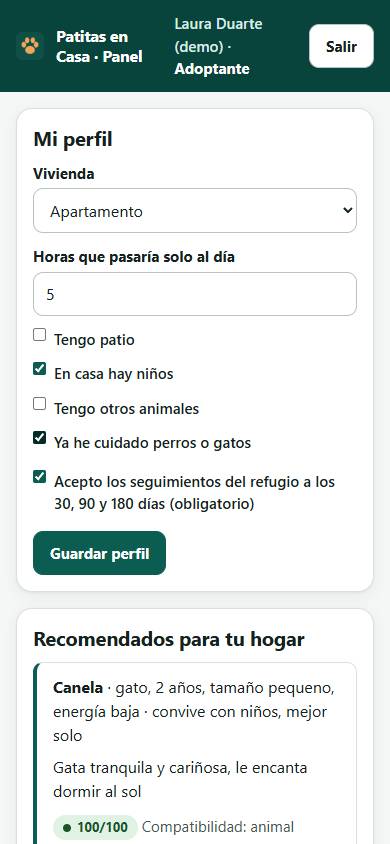 Patitas en
Casa · Panel
Laura Duarte
(demo) ·
Adoptante
Salir
Mi perfil
Vivienda
Apartamento
Horas que pasaría solo al día
5
Tengo patio
En casa hay niños
Tengo otros animales
Ya he cuidado perros o gatos
Acepto los seguimientos del refugio a los
30, 90 y 180 días (obligatorio)
Guardar perfil
Recomendados para tu hogar
Canela · gato, 2 años, tamaño pequeno,
energía baja · convive con niños, mejor
solo
Gata tranquila y cariñosa, le encanta
dormir al sol
100/100 Compatibilidad: animal